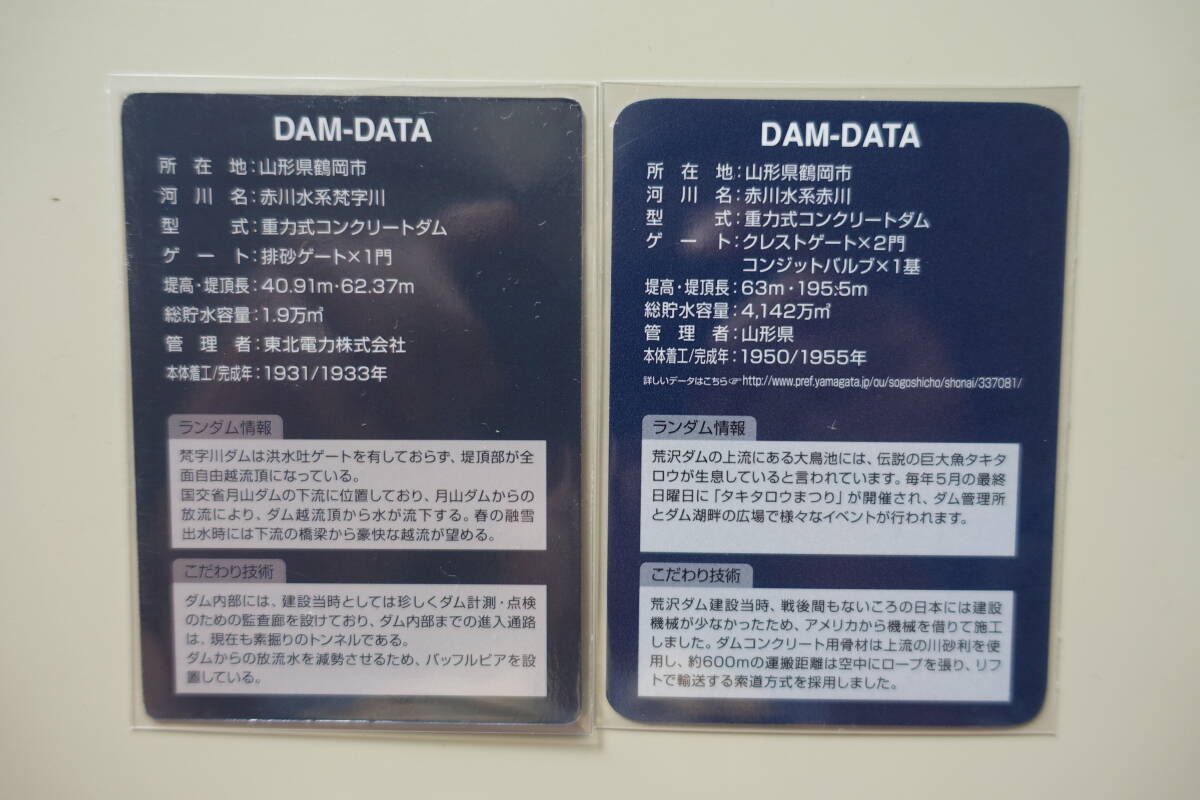 DAM-DATA
所在地:山形県鶴岡市
河川名:赤川水系梵字川
型式:重力式コンクリートダム
ゲート:排砂ゲート×1門
堤高・堤頂長:40.91m・62.37m
総貯水容量:1.9万㎥
管理者:東北電力株式会社
本体着工/完成年:1931/1933年
ランダム情報
梵字川ダムは洪水吐ゲートを有しておらず、堤頂部が全
面自由越流頂になっている。
国交省月山ダムの下流に位置しており、月山ダムからの
放流により、ダム越流頂から水が流下する。春の融雪
出水時には下流の橋梁から豪快な越流が望める。
こだわり技術
ダム内部には、建設当時としては珍しくダム計測・点検
のための監査廊を設けており、ダム内部までの進入通路
は、現在も素掘りのトンネルである。
ダムからの放流水を減勢させるため、バッフルピアを設
置している。
DAM-DATA
所在地:山形県鶴岡市
河川名:赤川水系赤川
型式:重力式コンクリートダム
ゲート:クレストゲート×2門
コンジットバルブ×1基
堤高・堤頂長:63m・195.5m
総貯水容量:4,142万㎥
管理者:山形県
本体着工/完成年:1950/1955年
詳しいデータはこちら☞http://www.pref.yamagata.jp/ou/sogoshicho/shonai/337081/
ランダム情報
荒沢ダムの上流にある大鳥池には、伝説の巨大魚タキタ
ロウが生息していると言われています。毎年5月の最終
日曜日に「タキタロウまつり」が開催され、ダム管理所
とダム湖畔の広場で様々なイベントが行われます。
こだわり技術
荒沢ダム建設当時、戦後間もないころの日本には建設
機械が少なかったため、アメリカから機械を借りて施工
しました。ダムコンクリート用骨材は上流の川砂利を使
用し、約600mの運搬距離は空中にロープを張り、リフ
トで輸送する索道方式を採用しました。